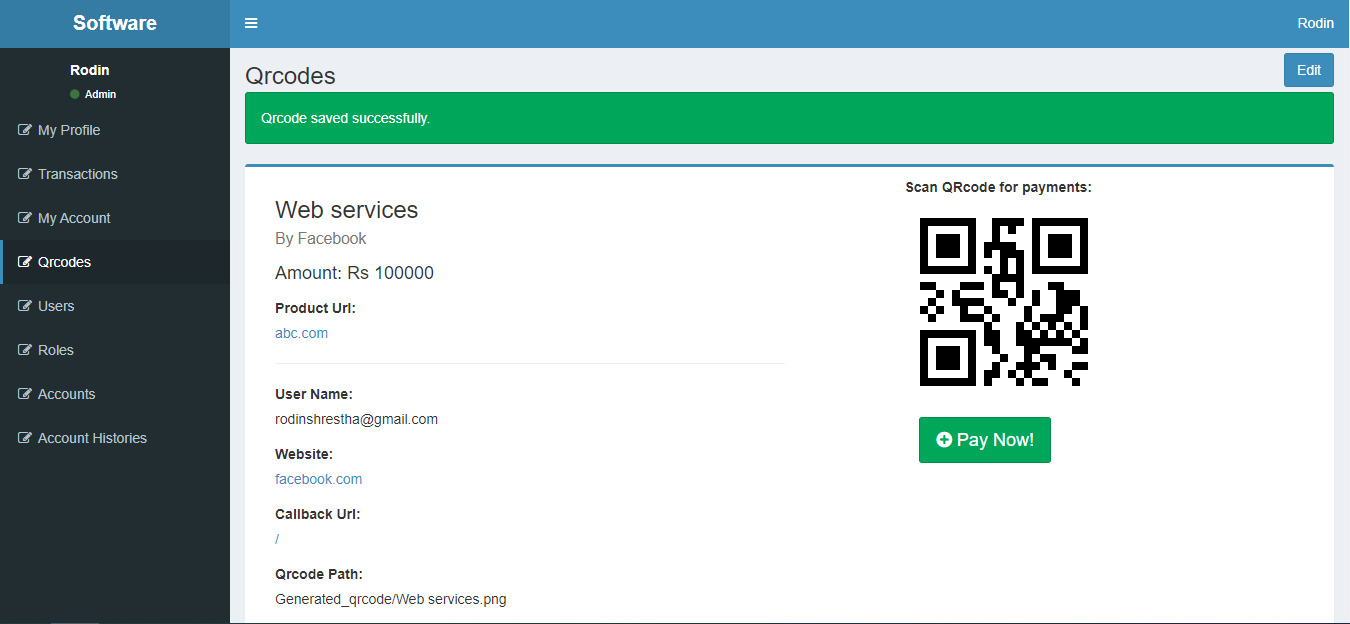 Software
Rodin
Rodin
Admin
My Profile
Transactions
My Account
Qrcodes
Users
Roles
Accounts
Account Histories
Qrcodes
Edit
Qrcode saved successfully.
Web services
By Facebook
Amount: Rs 100000
Product Url:
abc.com
User Name:
rodinshrestha@gmail.com
Website:
facebook.com
Callback Url:
/
Qrcode Path:
Generated_qrcode/Web services.png
Scan QRcode for payments:
Pay Now!